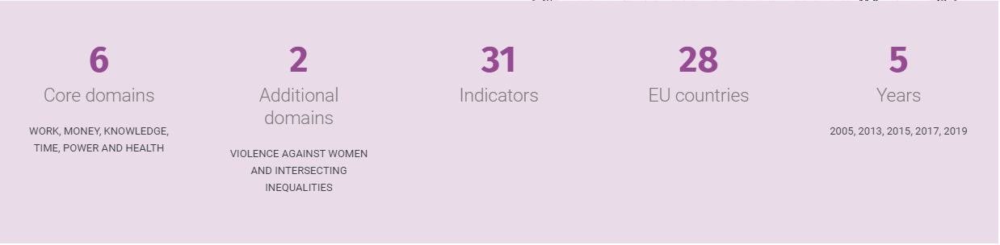 6
Core domains
WORK, MONEY, KNOWLEDGE,
TIME, POWER AND HEALTH
2
Additional
domains
VIOLENCE AGAINST WOMEN
AND INTERSECTING
INEQUALITIES
31
Indicators
28
EU countries
5
Years
2005, 2013, 2015, 2017, 2019